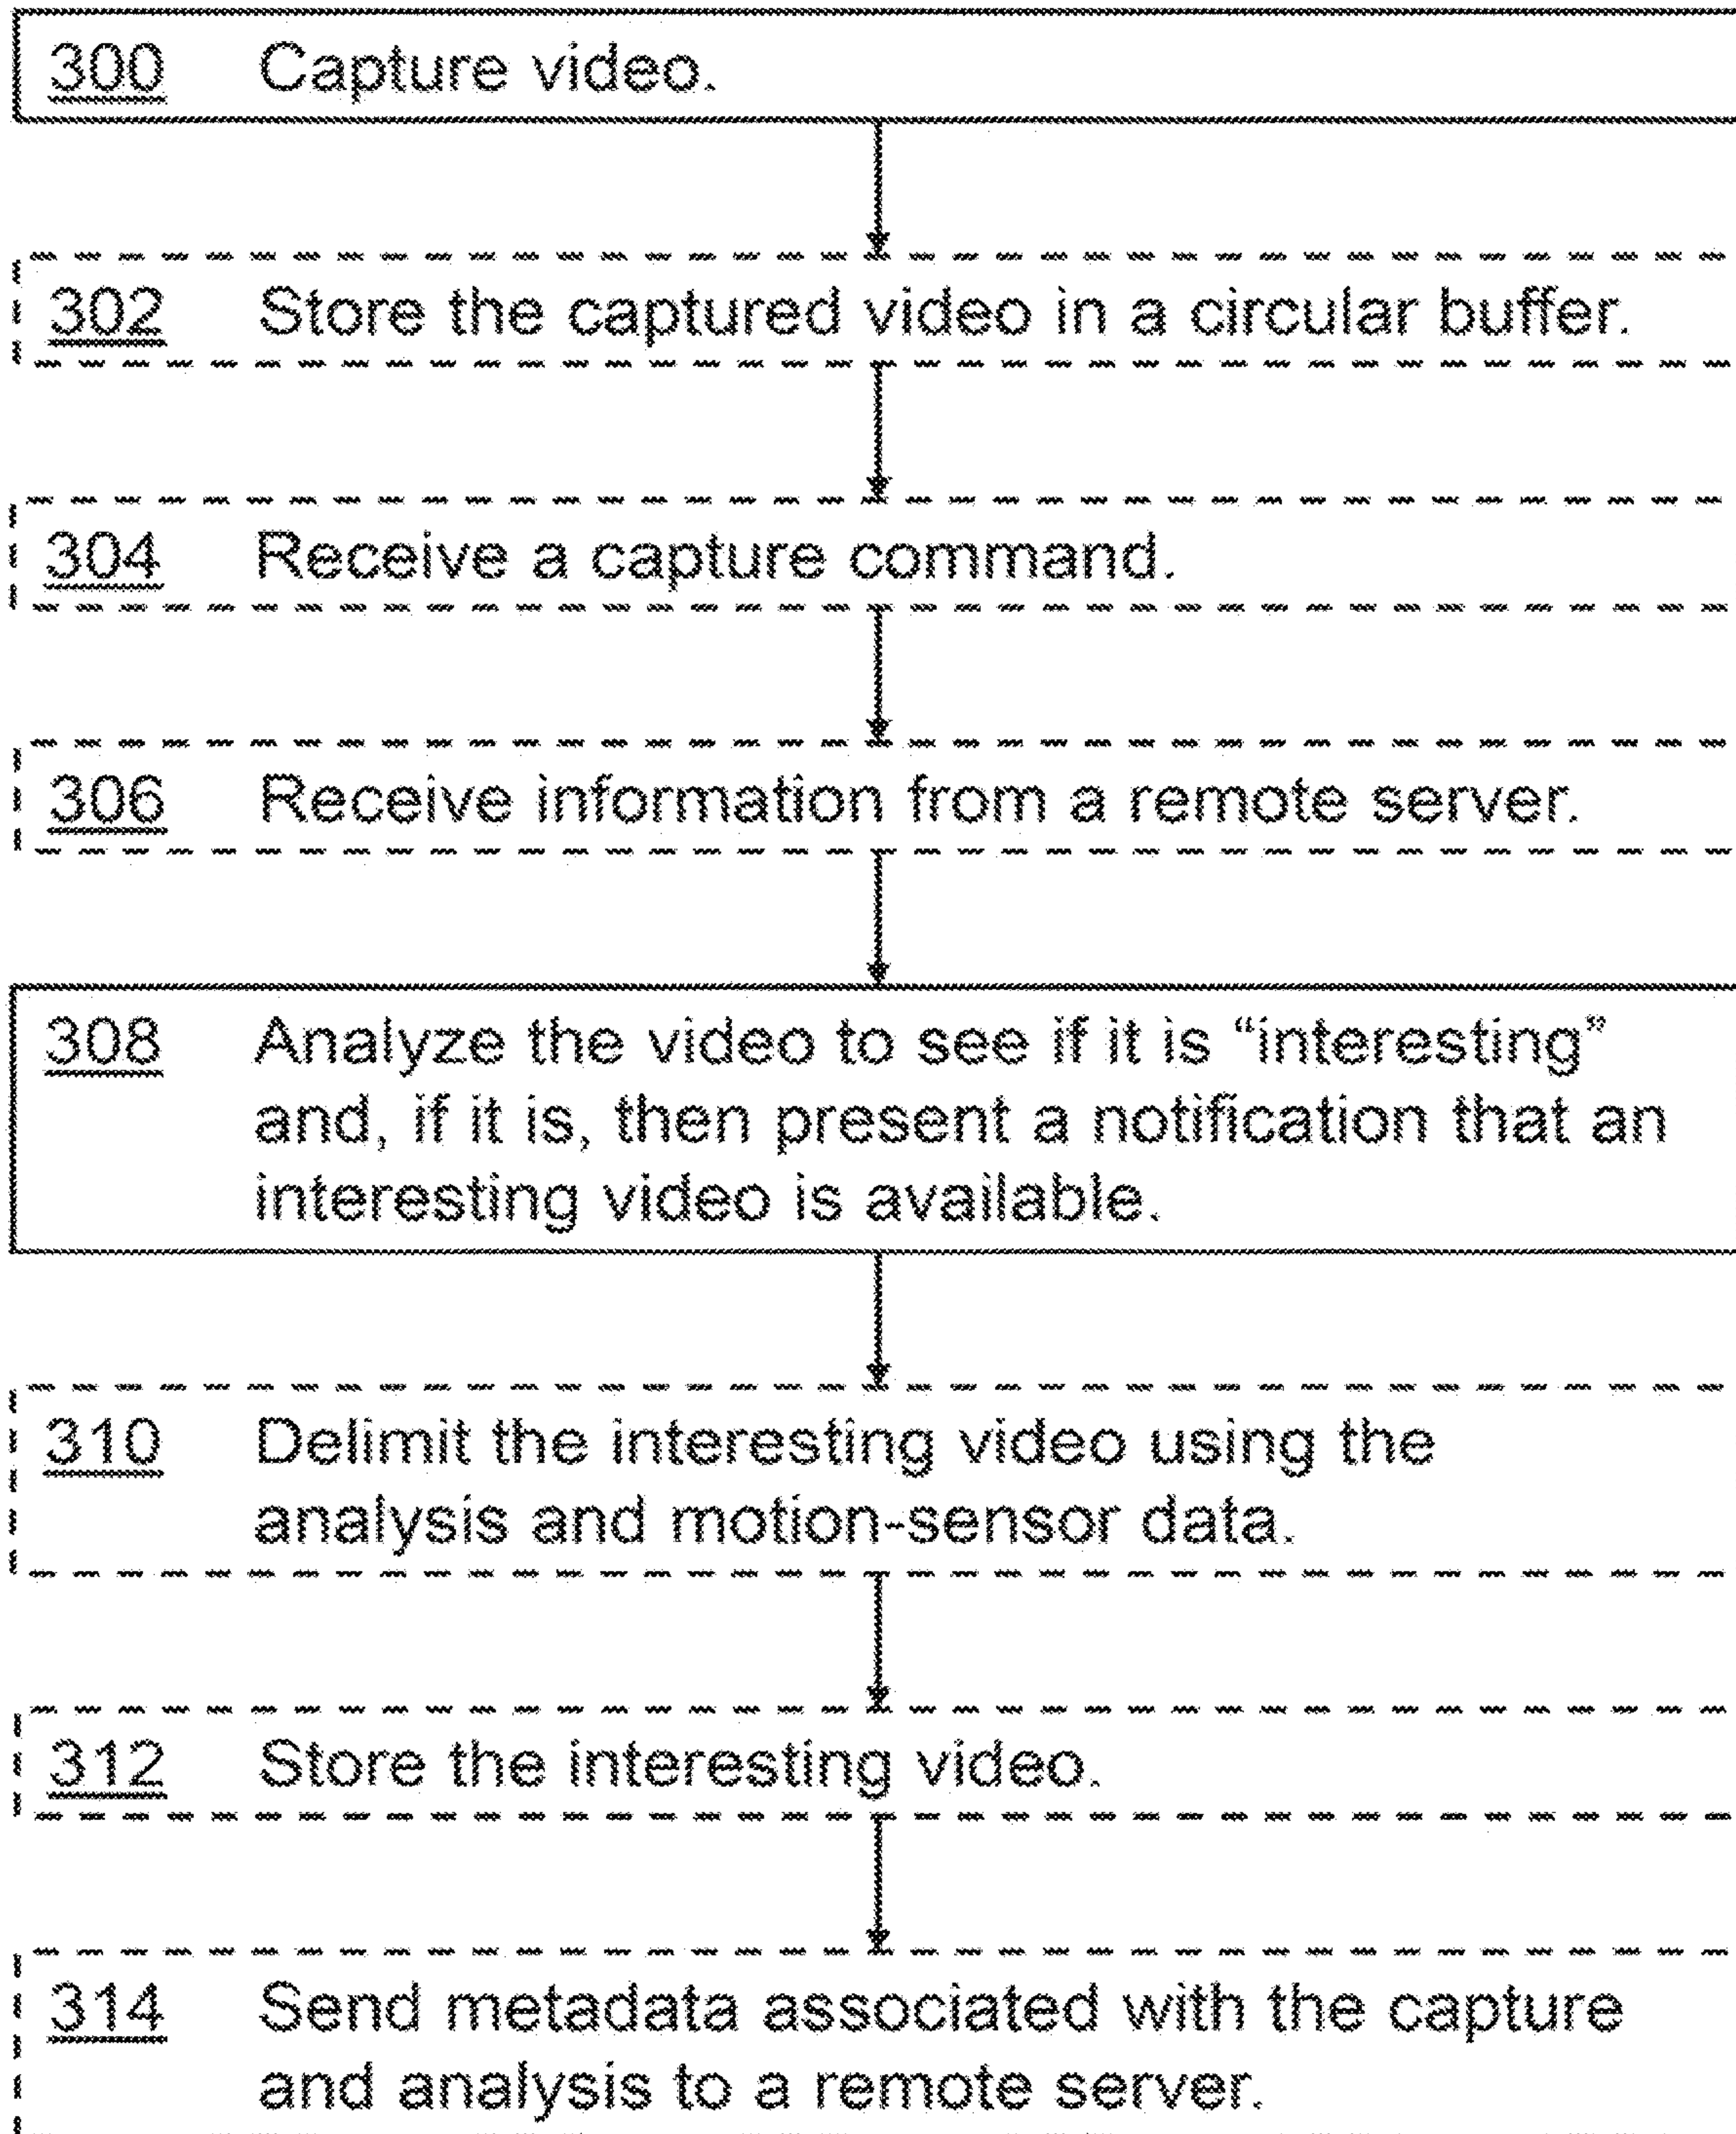 300 Capture video.
302 Store the captured video in a circular buffer.
304 Receive a capture command.
306 Receive information from a remote server.
308 Analyze the video to see if it is “interesting”
and, if it is, then present a notification that an
interesting video is available.
310 Delimit the interesting video using the
analysis and motion-sensor data.
312 Store the interesting video.
314 Send metadata associated with the capture
and analysis to a remote server.